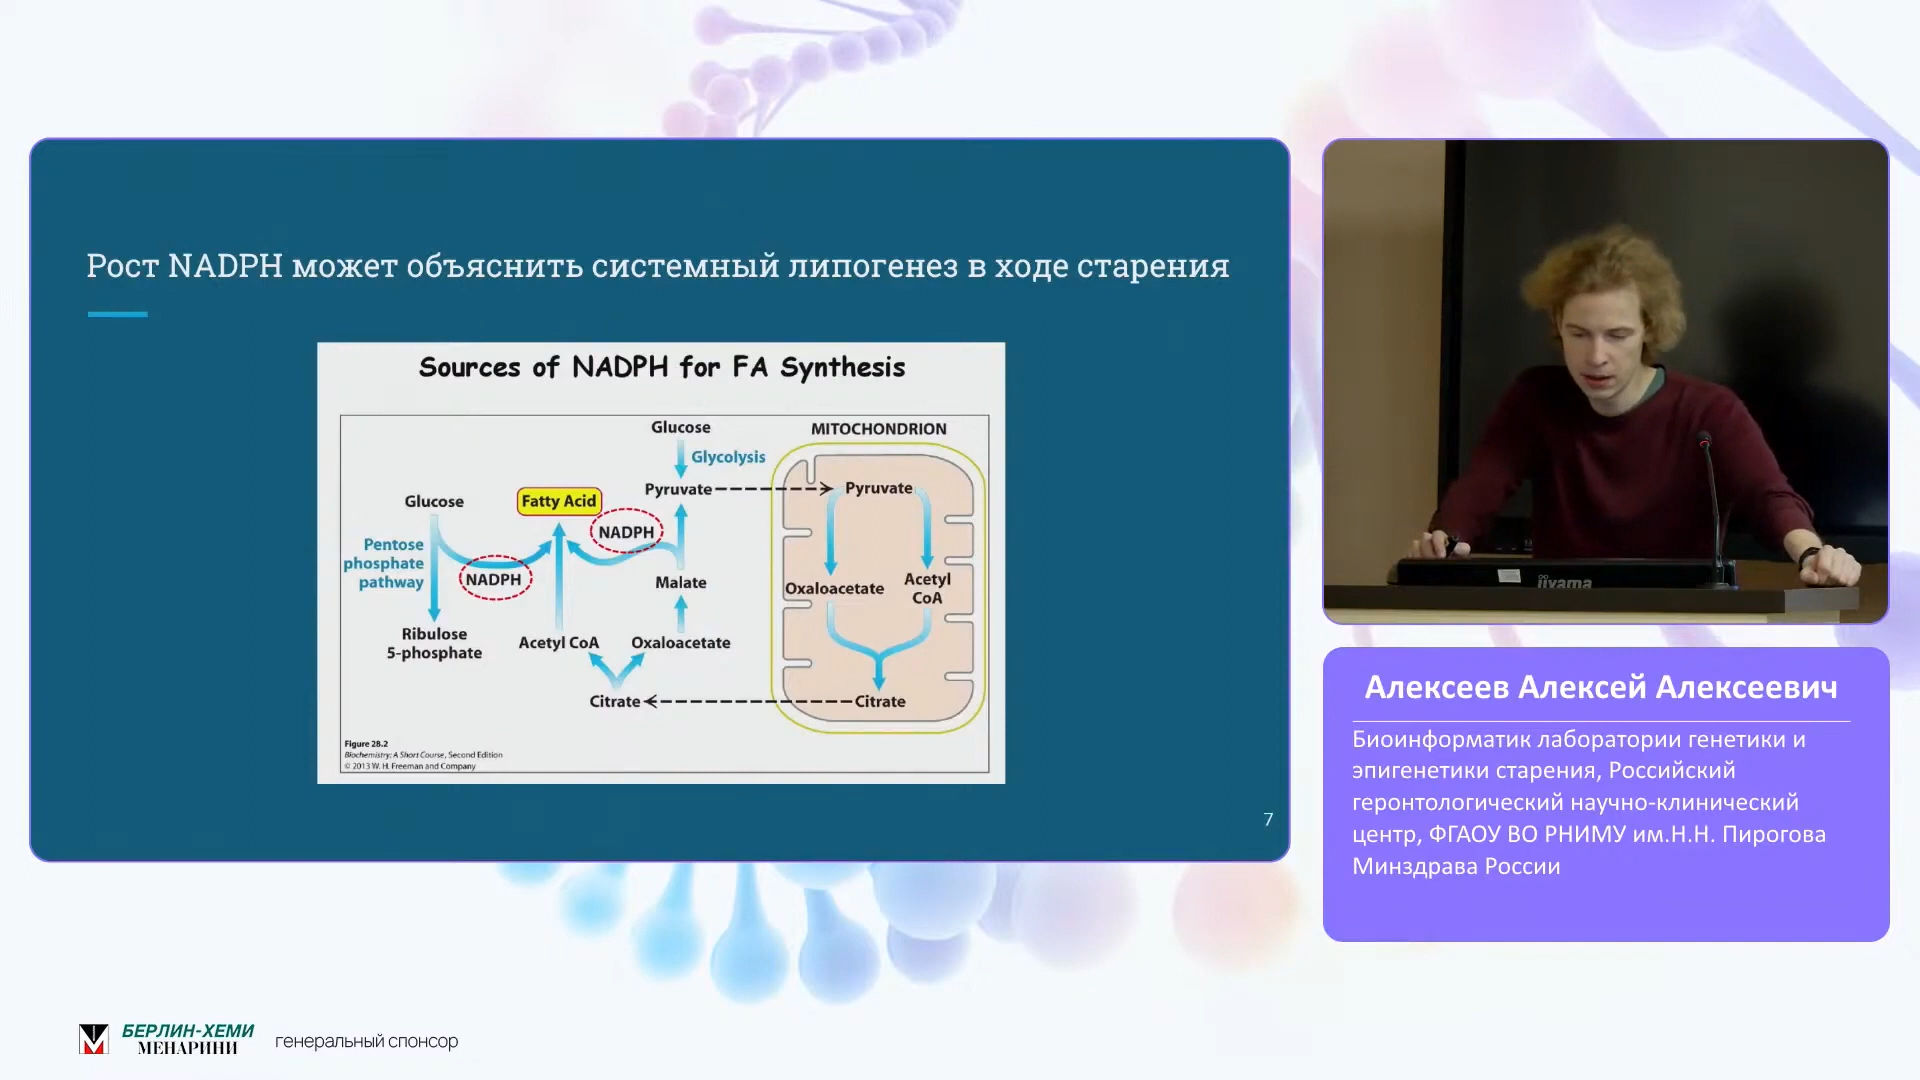 Рост NADPH может объяснить системный липогенез в ходе старения
Sources of NADPH for FA Synthesis
Glucose
Glycolysis
Pyruvate
MITOCHONDRION
Pyruvate
Glucose
Fatty Acid
NADPH
Pentose
phosphate
pathway
NADPH
Malate
Oxaloacetate
Acetyl
CoA
Ribulose
5-phosphate
Acetyl CoA
Oxaloacetate
Citrate
Citrate
Figure 28.2
Biochemistry: A Short Course, Second Edition
© 2013 W. H. Freeman and Company
7
iiyama
Алексеев Алексей Алексеевич
Биоинформатик лаборатории генетики и
эпигенетики старения, Российский
геронтологический научно-клинический
центр, ФГАОУ ВО РНИМУ им.Н.Н. Пирогова
Минздрава России
БЕРЛИН-ХЕМИ
МЕНАРИНИ
генеральный спонсор